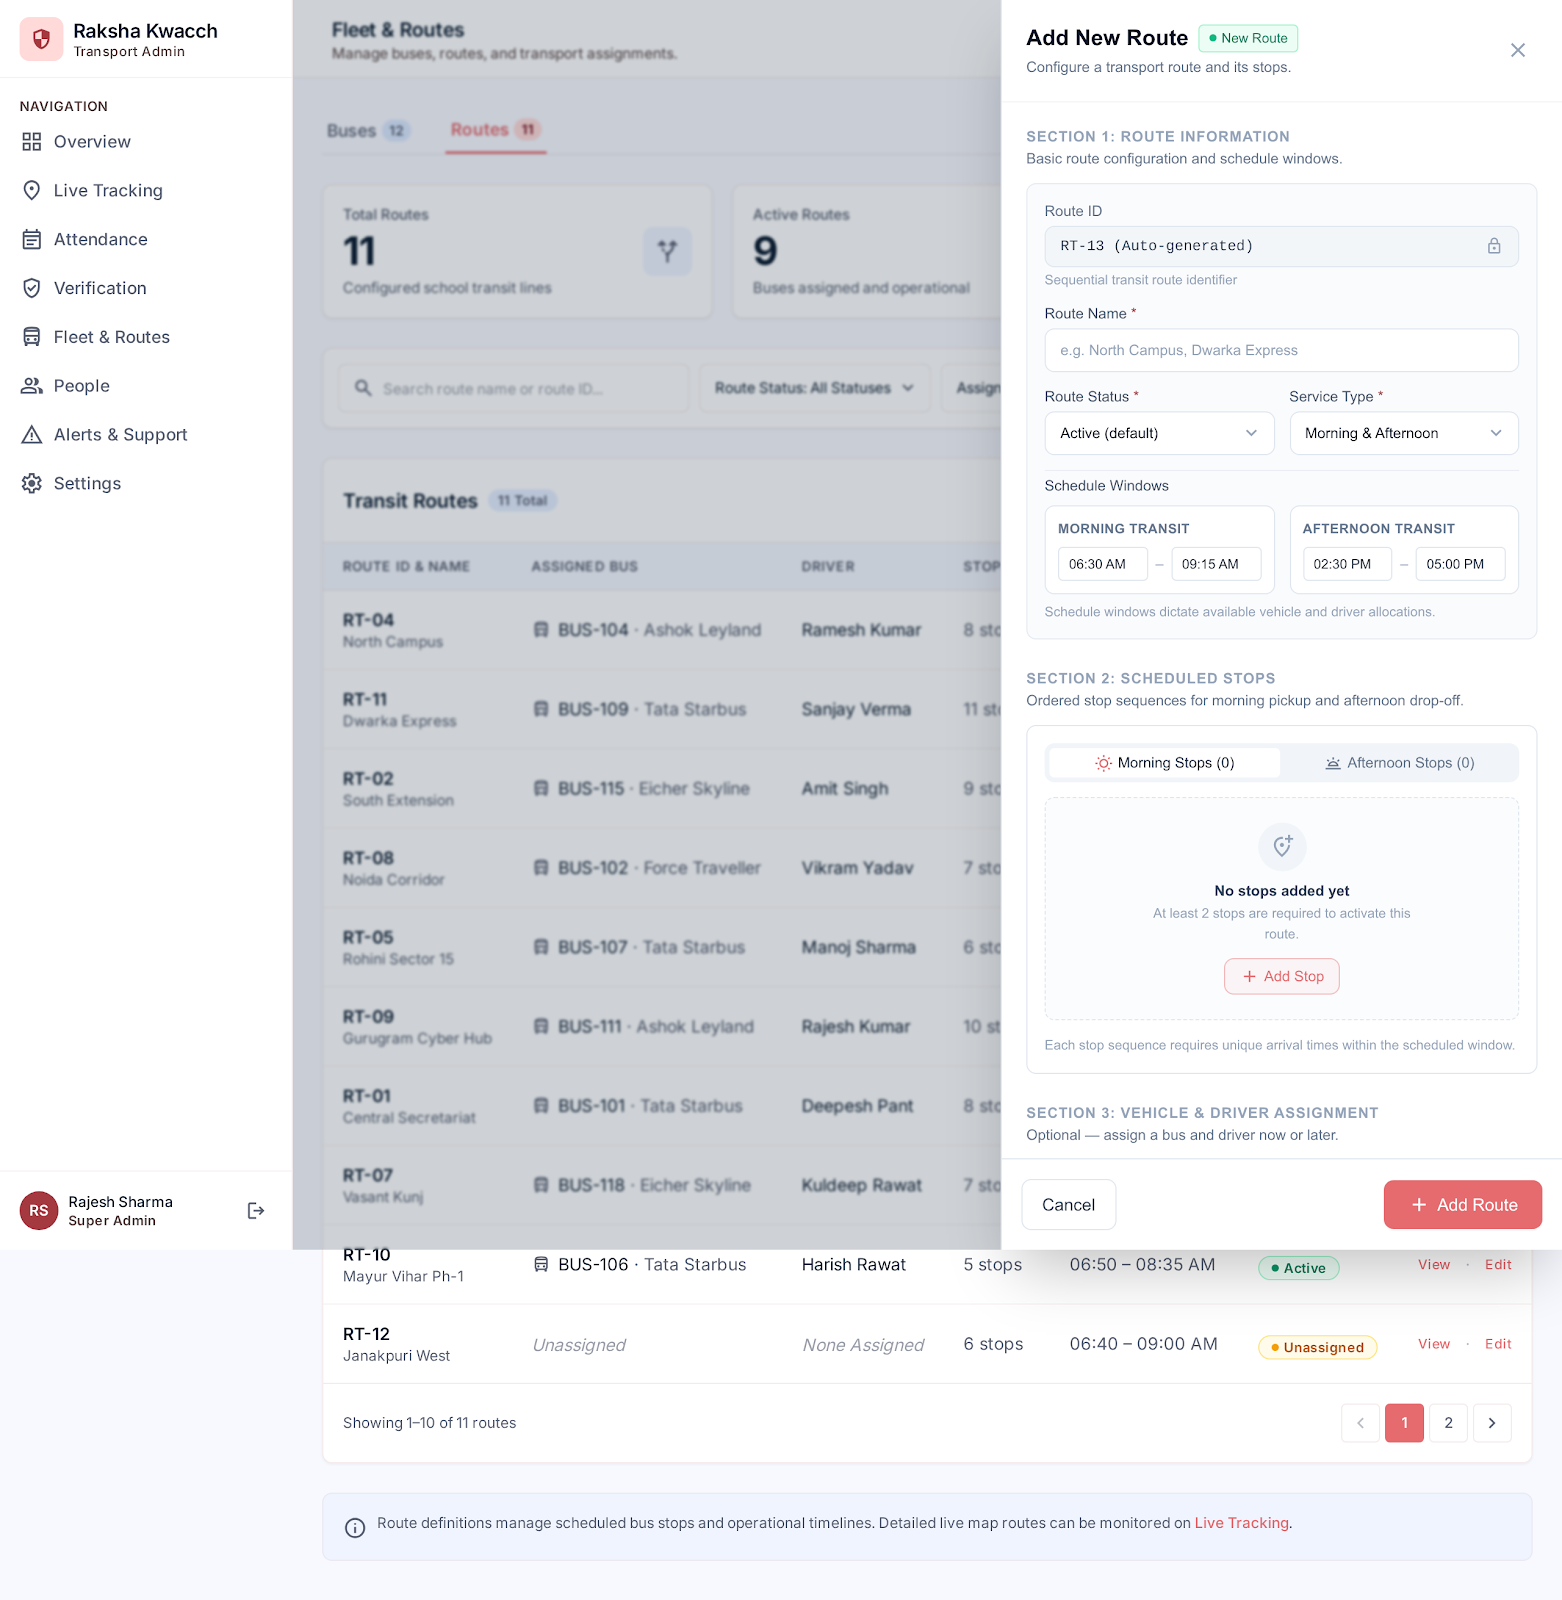 Raksha Kwacch
Transport Admin
NAVIGATION
Overview
Live Tracking
Attendance
Verification
Fleet & Routes
People
Alerts & Support
Settings
RS
Rajesh Sharma
Super Admin
Fleet & Routes
Manage buses, routes, and transport assignments.
Buses 12
Routes 11
Total Routes
11
Configured school transit lines
Active Routes
9
Buses assigned and operational
Search route name or route ID...
Route Status: All Statuses
Assign
Transit Routes 11 Total
ROUTE ID & NAME ASSIGNED BUS DRIVER STOP
RT-04 BUS-104 · Ashok Leyland Ramesh Kumar 8 sto
North Campus
RT-11 BUS-109 · Tata Starbus Sanjay Verma 11 sto
Dwarka Express
RT-02 BUS-115 · Eicher Skyline Amit Singh 9 sto
South Extension
RT-08 BUS-102 · Force Traveller Vikram Yadav 7 sto
Noida Corridor
RT-05 BUS-107 · Tata Starbus Manoj Sharma 6 sto
Rohini Sector 15
RT-09 BUS-111 · Ashok Leyland Rajesh Kumar 10 st
Gurugram Cyber Hub
RT-01 BUS-101 · Tata Starbus Deepesh Pant 8 sto
Central Secretariat
RT-07 BUS-118 · Eicher Skyline Kuldeep Rawat 7 sto
Vasant Kunj
RT-10 BUS-106 · Tata Starbus Harish Rawat 5 stops 06:50 – 08:35 AM Active View · Edit
Mayur Vihar Ph-1
RT-12 Unassigned None Assigned 6 stops 06:40 – 09:00 AM Unassigned View · Edit
Janakpuri West
Showing 1–10 of 11 routes
1 2
Route definitions manage scheduled bus stops and operational timelines. Detailed live map routes can be monitored on Live Tracking.
Add New Route New Route
Configure a transport route and its stops.
SECTION 1: ROUTE INFORMATION
Basic route configuration and schedule windows.
Route ID
RT-13 (Auto-generated)
Sequential transit route identifier
Route Name *
e.g. North Campus, Dwarka Express
Route Status * Service Type *
Active (default) Morning & Afternoon
Schedule Windows
MORNING TRANSIT AFTERNOON TRANSIT
06:30 AM – 09:15 AM 02:30 PM – 05:00 PM
Schedule windows dictate available vehicle and driver allocations.
SECTION 2: SCHEDULED STOPS
Ordered stop sequences for morning pickup and afternoon drop-off.
Morning Stops (0) Afternoon Stops (0)
No stops added yet
At least 2 stops are required to activate this
route.
+ Add Stop
Each stop sequence requires unique arrival times within the scheduled window.
SECTION 3: VEHICLE & DRIVER ASSIGNMENT
Optional — assign a bus and driver now or later.
Cancel + Add Route